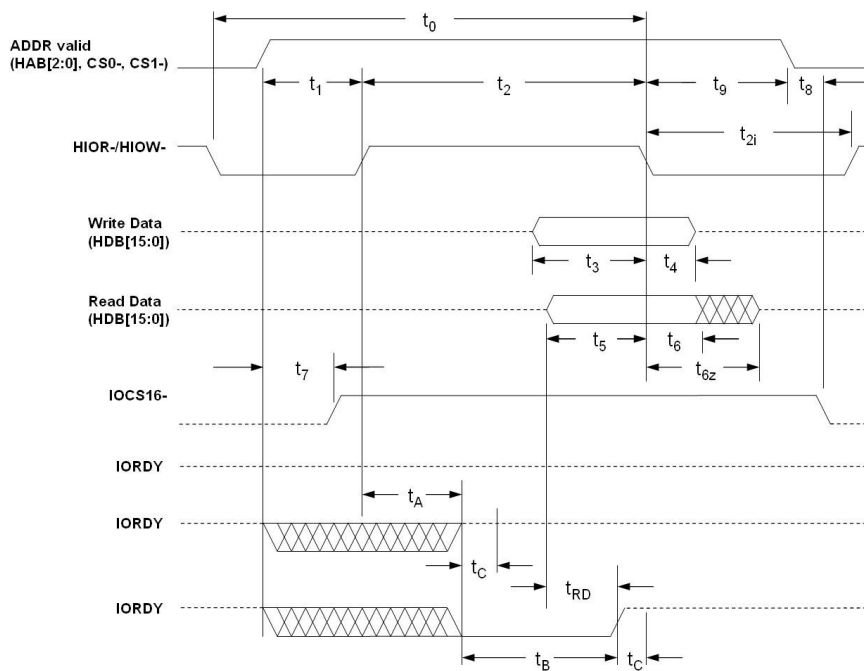 t0
ADDR valid
(HAB[2:0], CS0-, CS1-)
t1
t2
t9
t8
t2i
HIOR-/HIOW-
Write Data
(HDB[15:0])
t3
t4
Read Data
(HDB[15:0])
t5
t6
t7
t6z
IOCS16-
IORDY
tA
IORDY
tC
tRD
IORDY
tB
tC